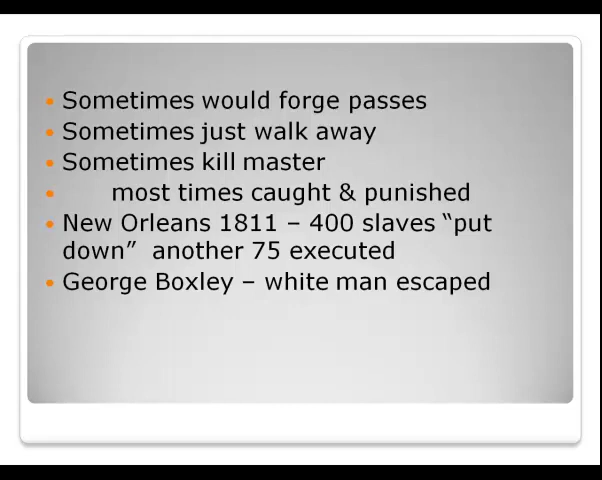 Sometimes would forge passes
Sometimes just walk away
Sometimes kill master
most times caught & punished
New Orleans 1811 – 400 slaves “put
down”  another 75 executed
George Boxley – white man escaped